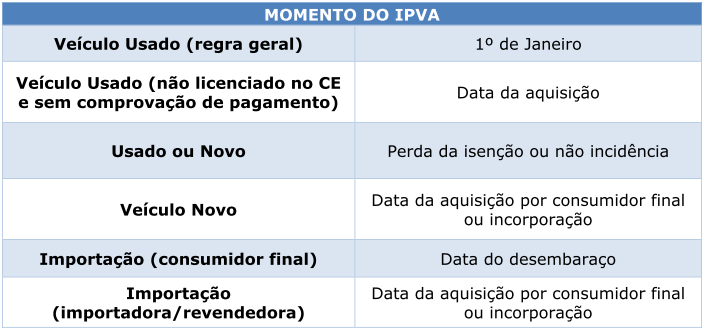 MOMENTO DO IPVA
Veículo Usado (regra geral)
1º de Janeiro
Veículo Usado (não licenciado no CE
e sem comprovação de pagamento)
Data da aquisição
Usado ou Novo
Perda da isenção ou não incidência
Veículo Novo
Data da aquisição por consumidor final
ou incorporação
Importação (consumidor final)
Data do desembaraço
Importação
(importadora/revendedora)
Data da aquisição por consumidor final
ou incorporação